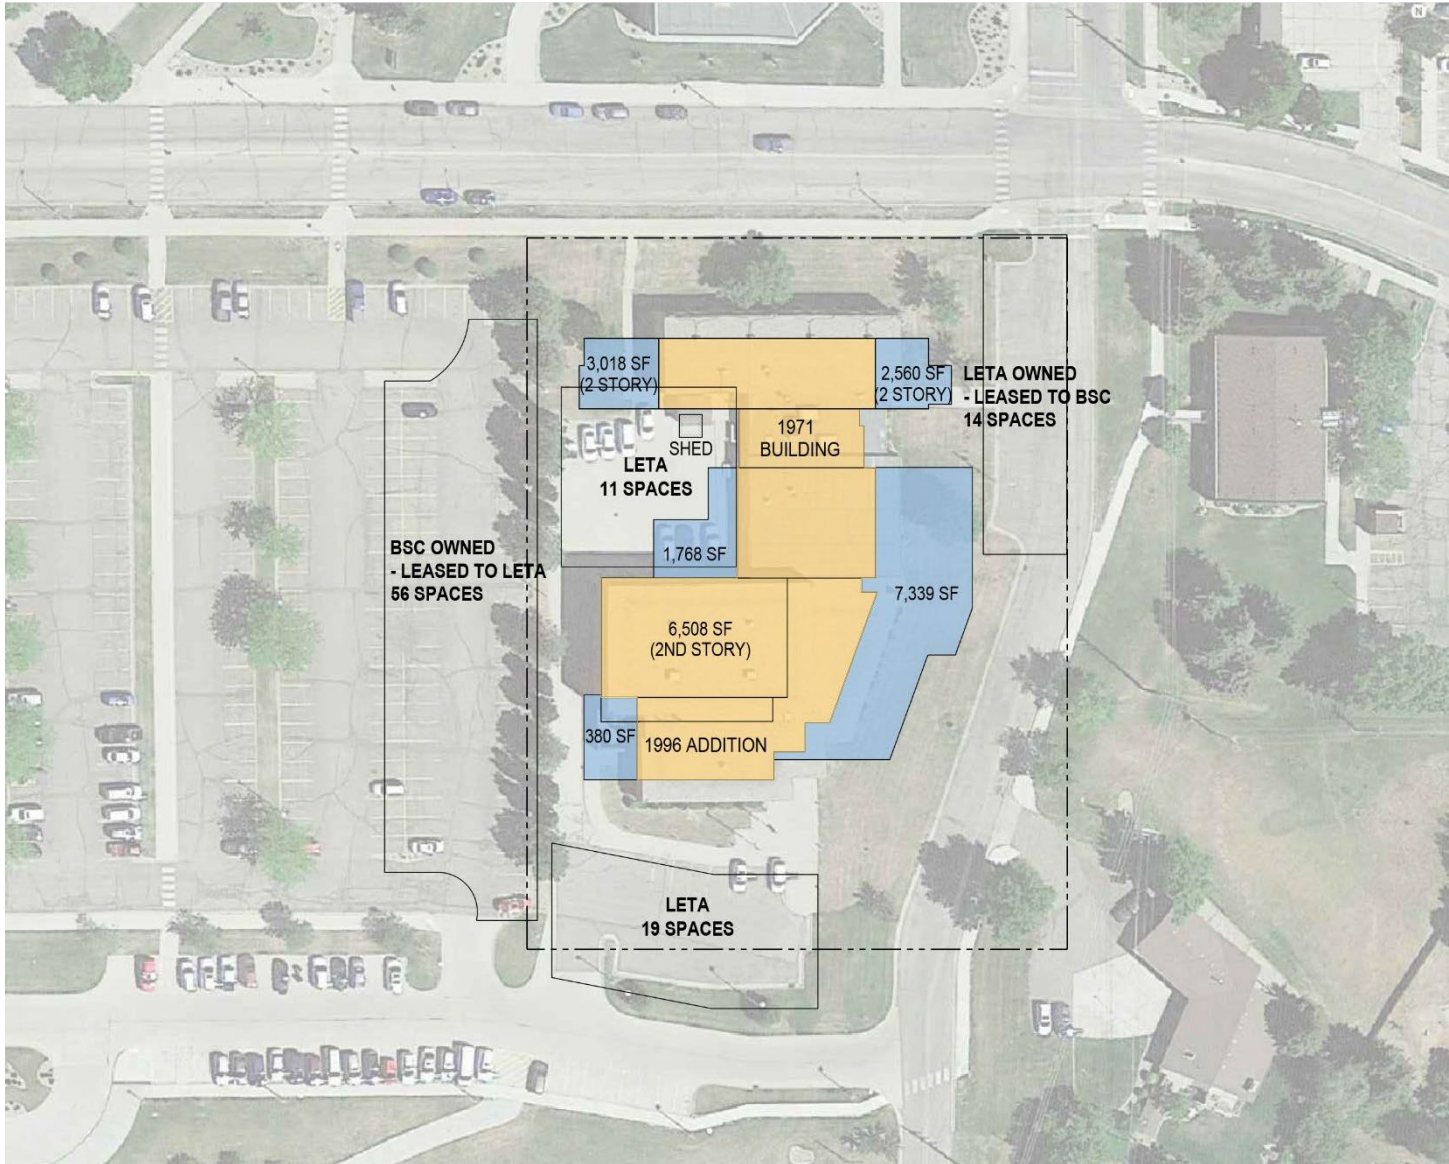 N
3,018 SF
(2 STORY)
2,560 SF
(2 STORY)
LETA OWNED
- LEASED TO BSC
14 SPACES
1971
BUILDING
SHED
LETA
11 SPACES
BSC OWNED
- LEASED TO LETA
56 SPACES
1,768 SF
7,339 SF
6,508 SF
(2ND STORY)
380 SF
1996 ADDITION
LETA
19 SPACES